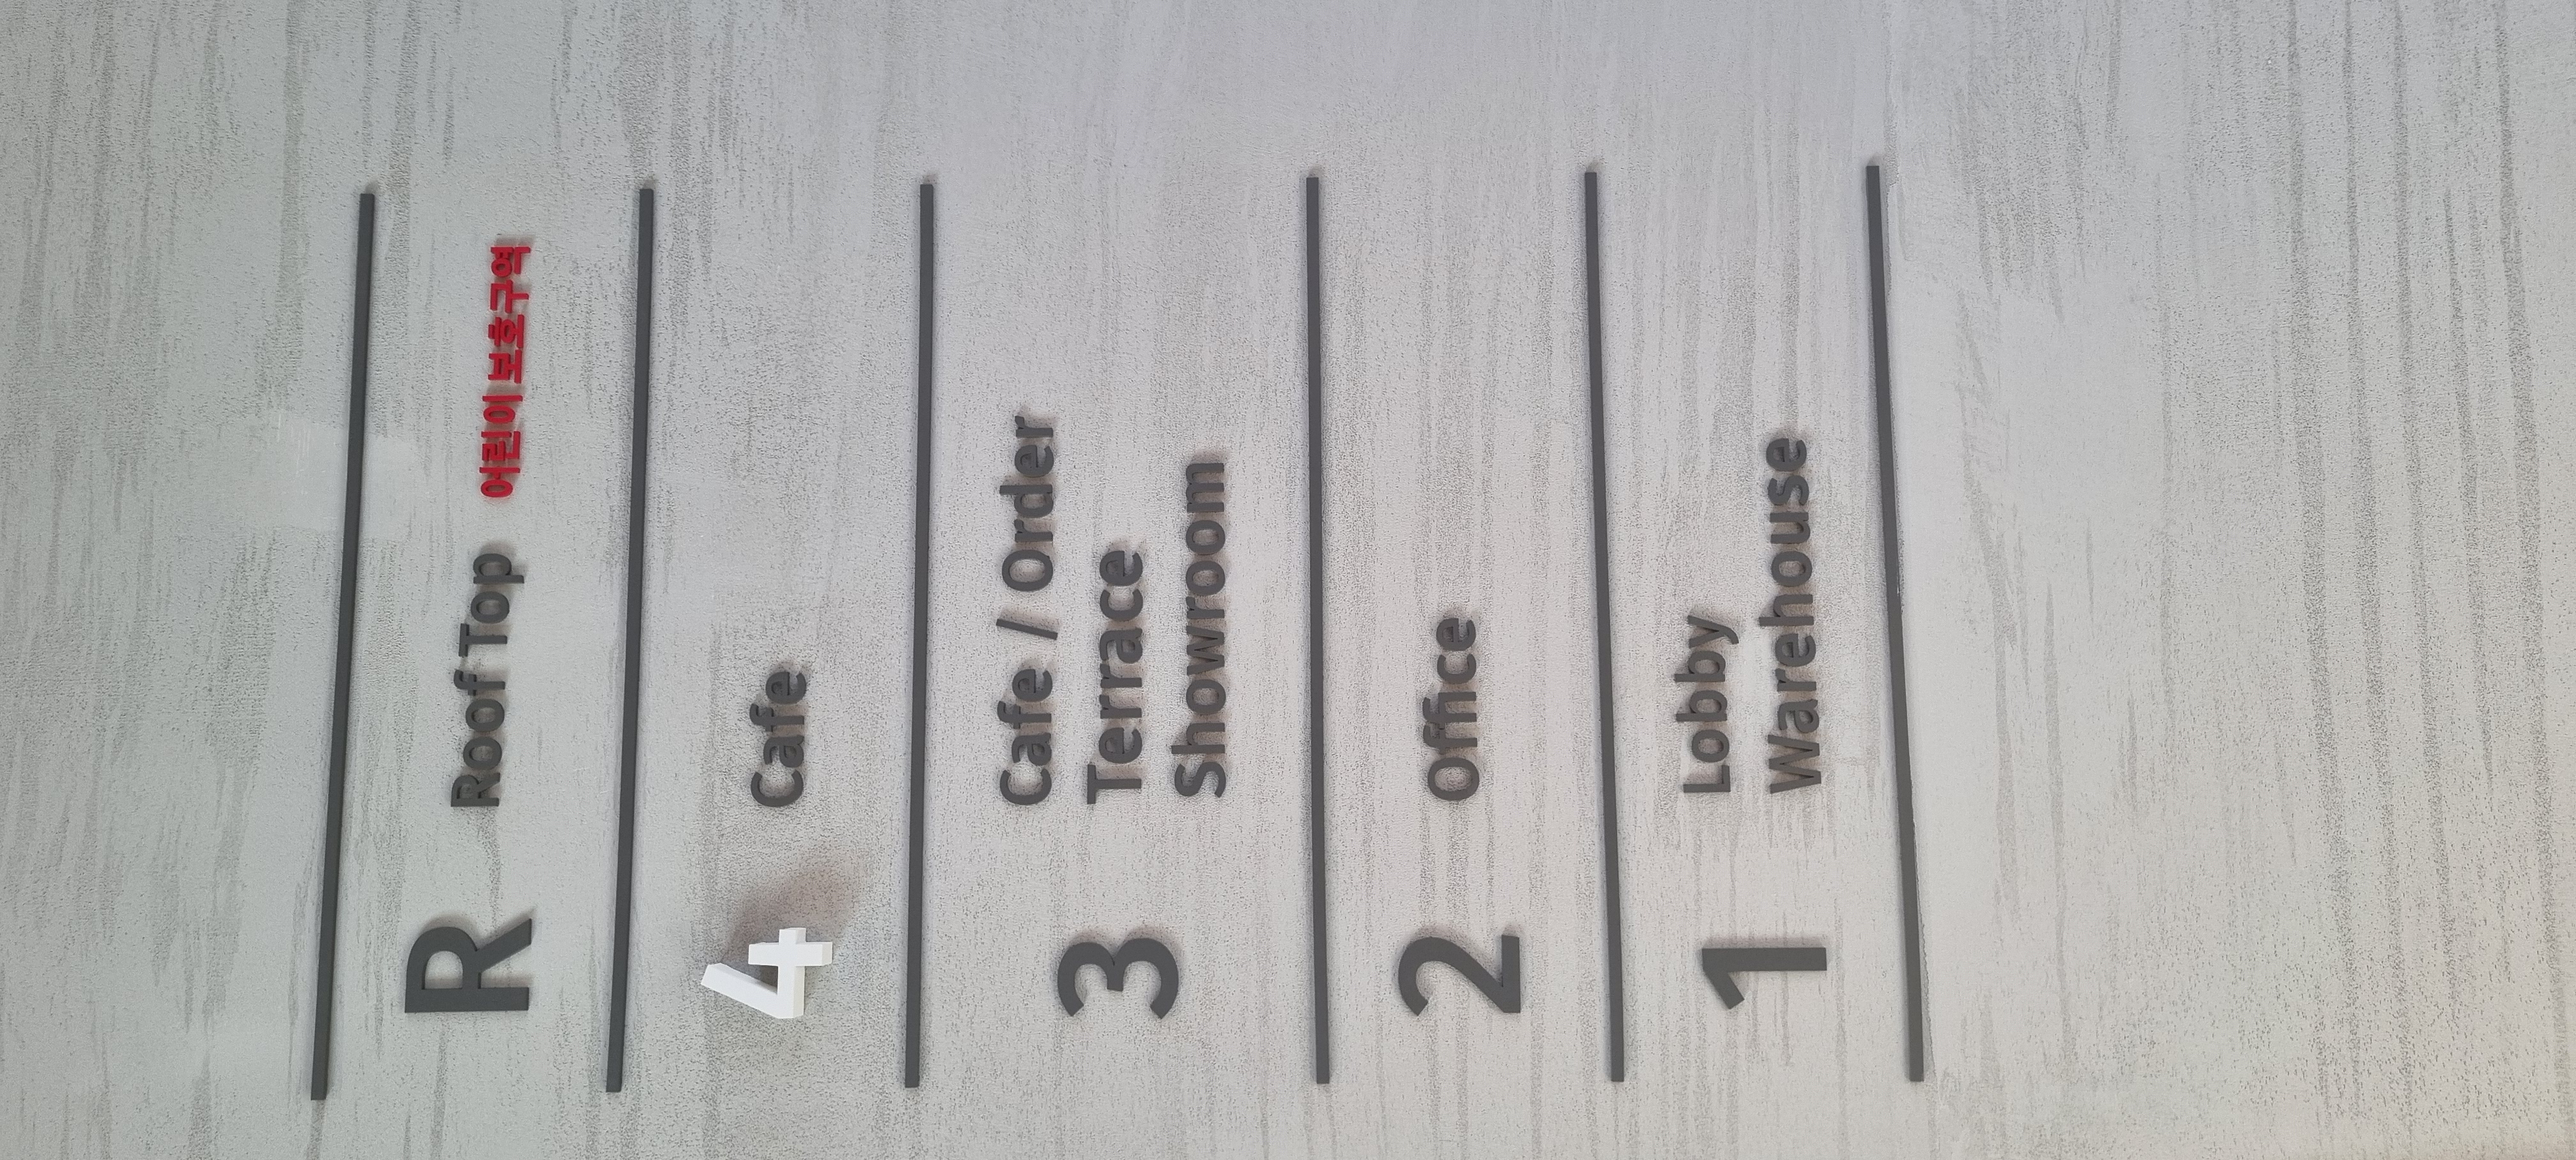 R Roof Top 어린이 보호구역
4 Cafe
3 Cafe / Order
Terrace
Showroom
2 Office
1 Lobby
Warehouse